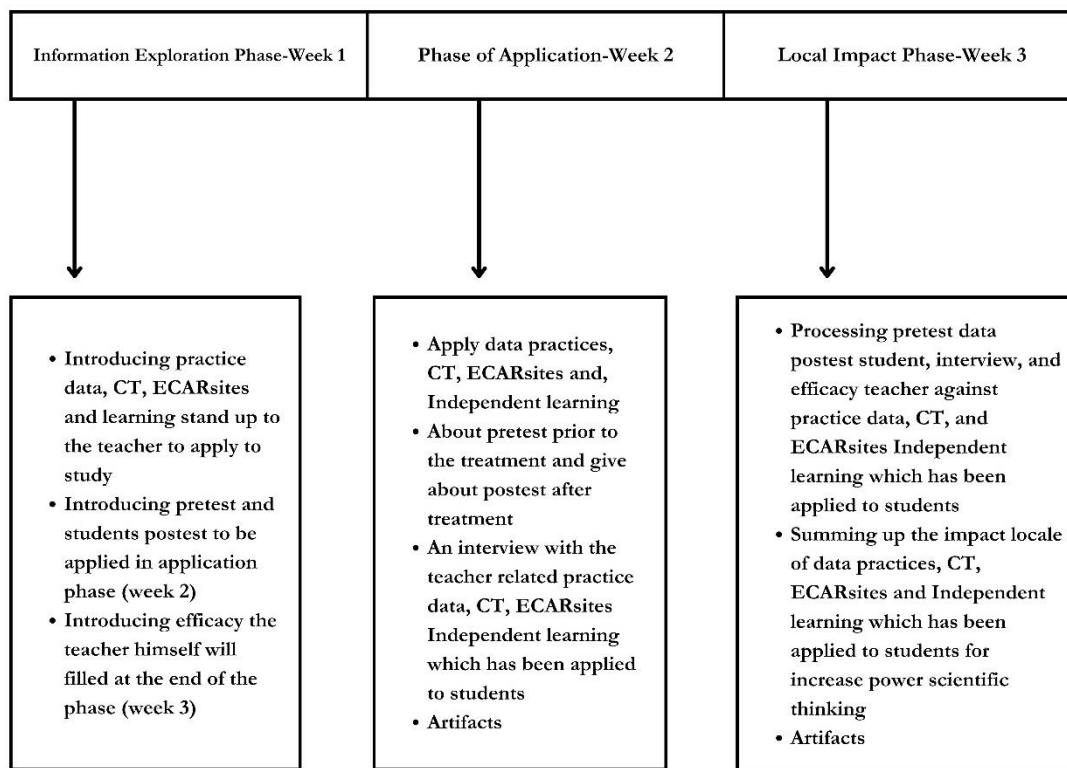 Information Exploration Phase-Week 1
Phase of Application-Week 2
Local Impact Phase-Week 3
• Introducing practice
data, CT, ECARsites
and learning stand up to
the teacher to apply to
study
• Introducing pretest and
students postest to be
applied in application
phase (week 2)
• Introducing efficacy the
teacher himself will
filled at the end of the
phase (week 3)
• Apply data practices,
CT, ECARsites and,
Independent learning
• About pretest prior to
the treatment and give
about postest after
treatment
• An interview with the
teacher related practice
data, CT, ECARsites
Independent learning
which has been applied
to students
• Artifacts
• Processing pretest data
postest student, interview, and
efficacy teacher against
practice data, CT, and
ECARsites Independent
learning which has been
applied to students
• Summing up the impact locale
of data practices, CT,
ECARsites and Independent
learning which has been
applied to students for
increase power scientific
thinking
• Artifacts